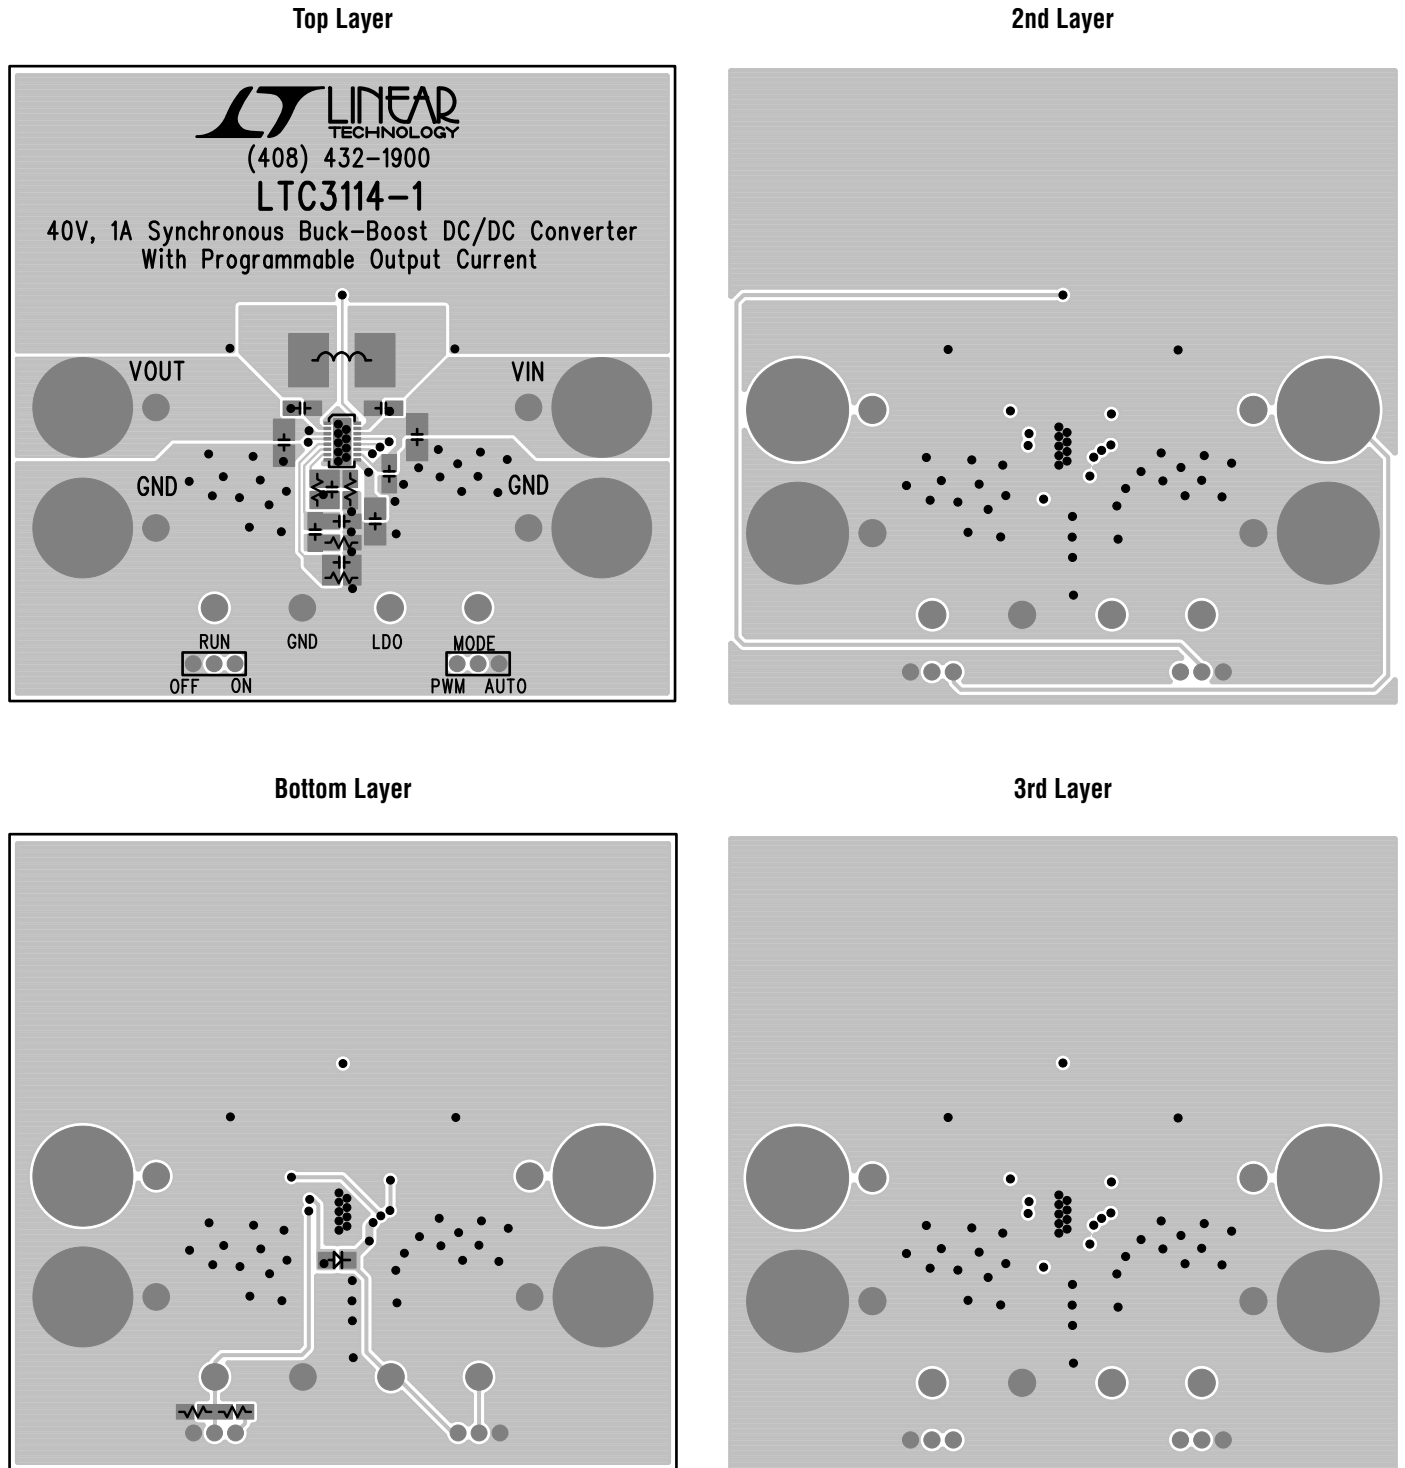 Top Layer
2nd Layer
LT LINEAR
TECHNOLOGY
(408) 432-1900
LTC3114-1
40V, 1A Synchronous Buck-Boost DC/DC Converter
With Programmable Output Current
VOUT
VIN
GND
GND
RUN
GND
LDO
MODE
OFF ON
PWM AUTO
Bottom Layer
3rd Layer